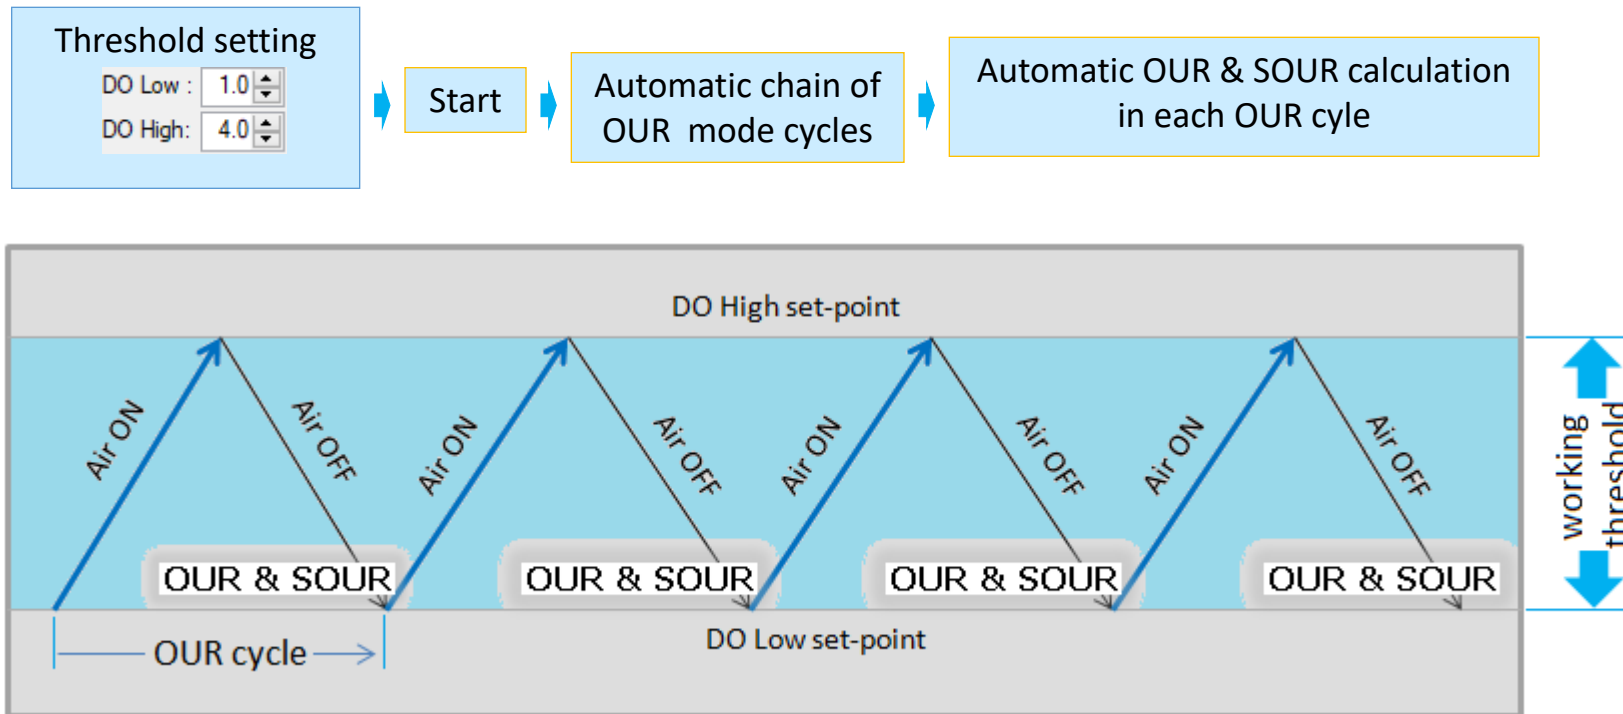 Threshold setting
DO Low : 1.0
DO High: 4.0
Start
Automatic chain of
OUR mode cycles
Automatic OUR & SOUR calculation
in each OUR cyle
DO High set-point
Air ON
Air OFF
Air ON
Air OFF
Air ON
Air OFF
Air ON
Air OFF
working
threshold
OUR & SOUR
OUR & SOUR
OUR & SOUR
OUR & SOUR
OUR cycle
DO Low set-point